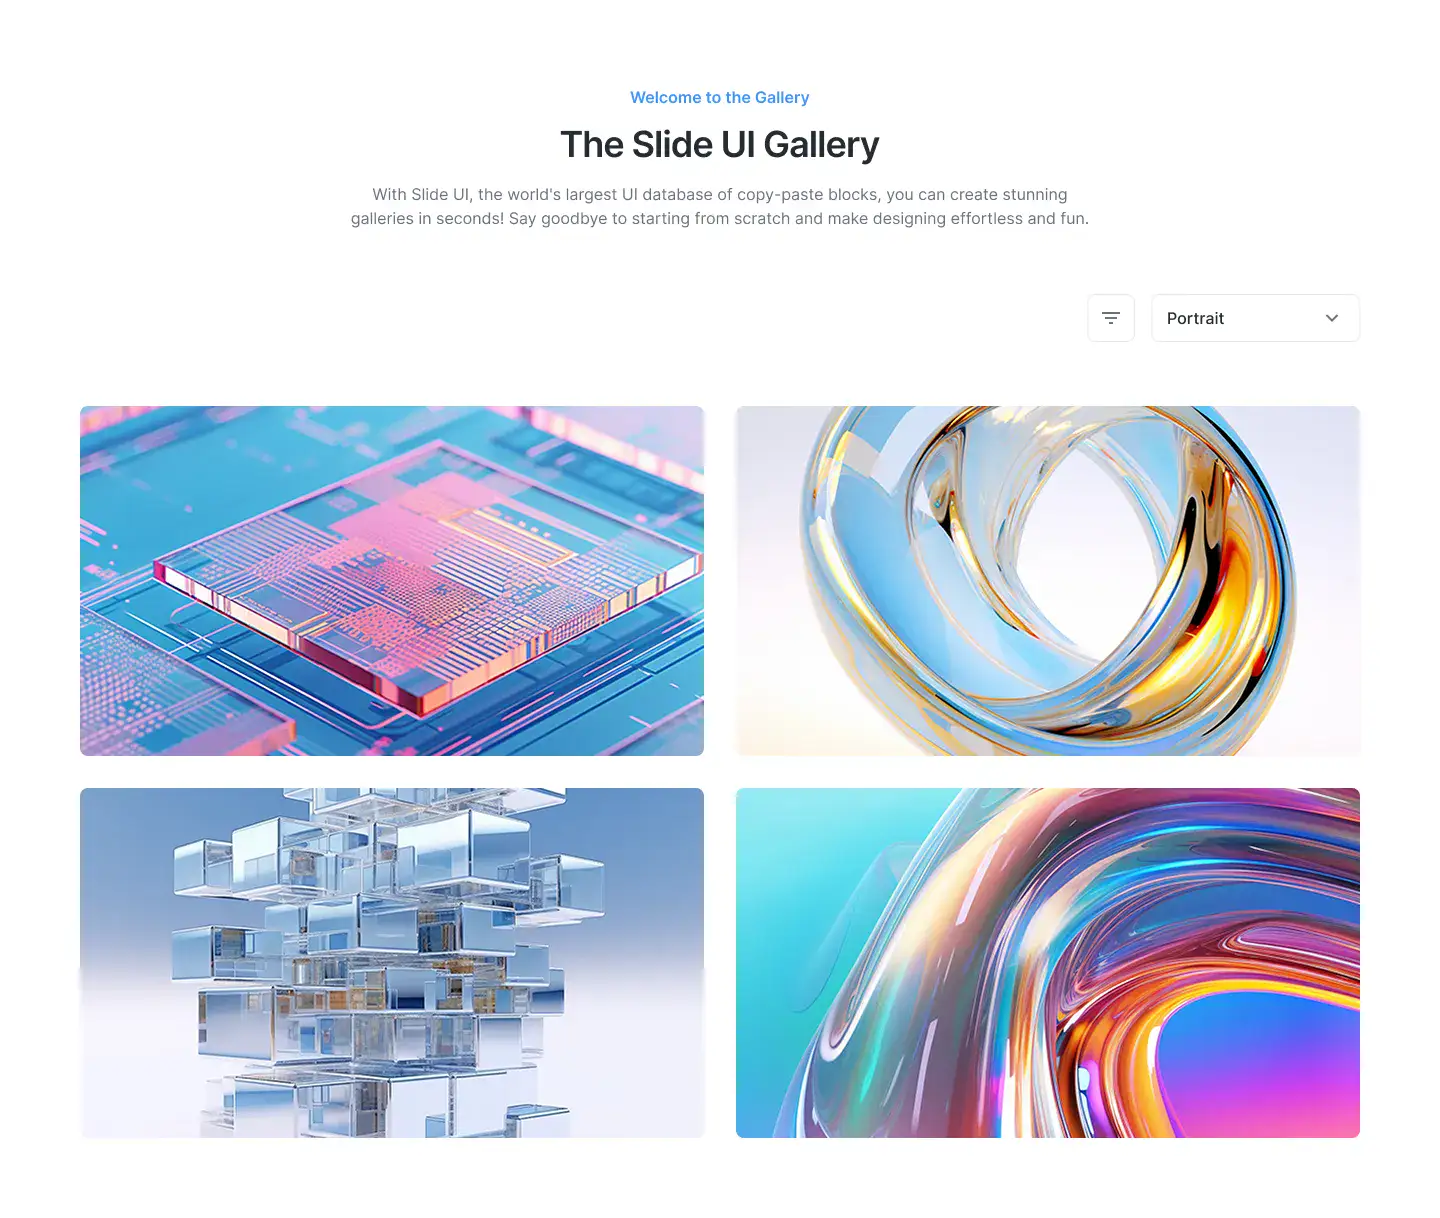 Welcome to the Gallery
The Slide UI Gallery
With Slide UI, the world's largest UI database of copy-paste blocks, you can create stunning
galleries in seconds! Say goodbye to starting from scratch and make designing effortless and fun.
Portrait